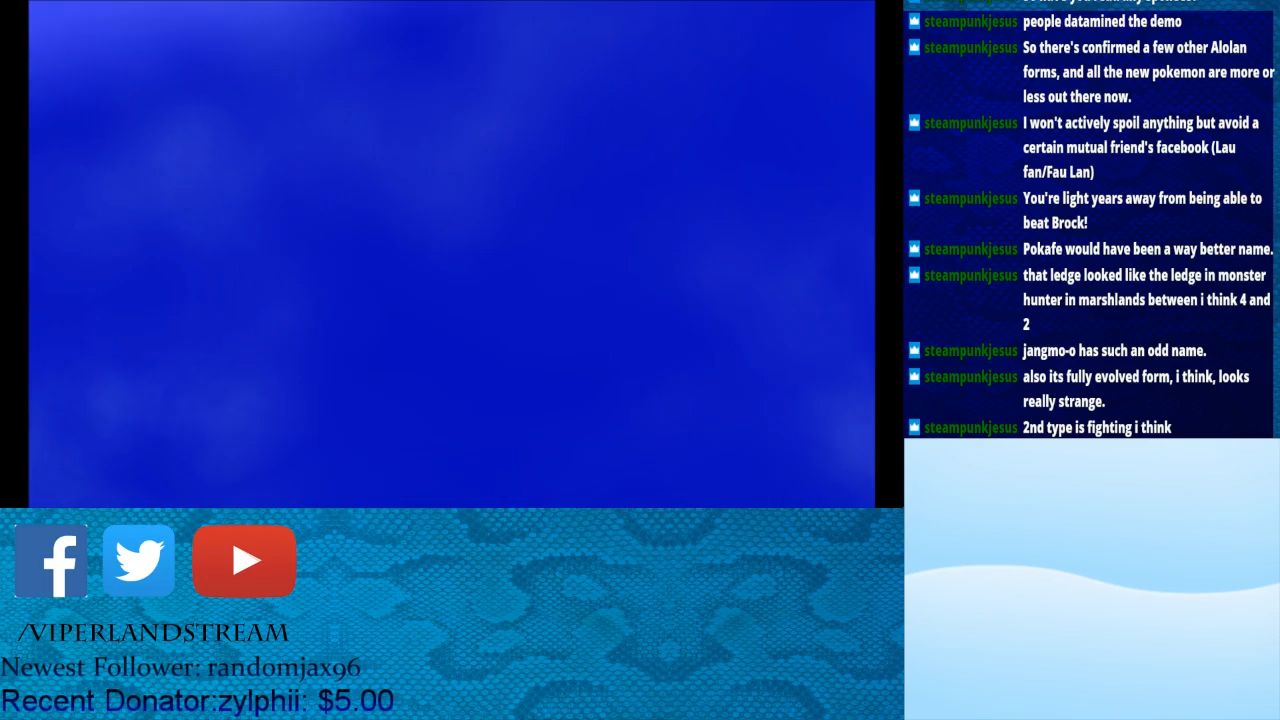 steampunkjesus people datamined the demo
steampunkjesus So there's confirmed a few other Alolan
forms, and all the new pokemon are more or
less out there now.
steampunkjesus I won't actively spoil anything but avoid a
certain mutual friend's facebook (Lau
fan/Fau Lan)
steampunkjesus You're light years away from being able to
beat Brock!
steampunkjesus Pokafe would have been a way better name.
steampunkjesus that ledge looked like the ledge in monster
hunter in marshlands between i think 4 and
2
steampunkjesus jangmo-o has such an odd name.
steampunkjesus also its fully evolved form, i think, looks
really strange.
steampunkjesus 2nd type is fighting i think
/VIPERLANDSTREAM
Newest Follower: randomjax96
Recent Donator:zylphii: $5.00